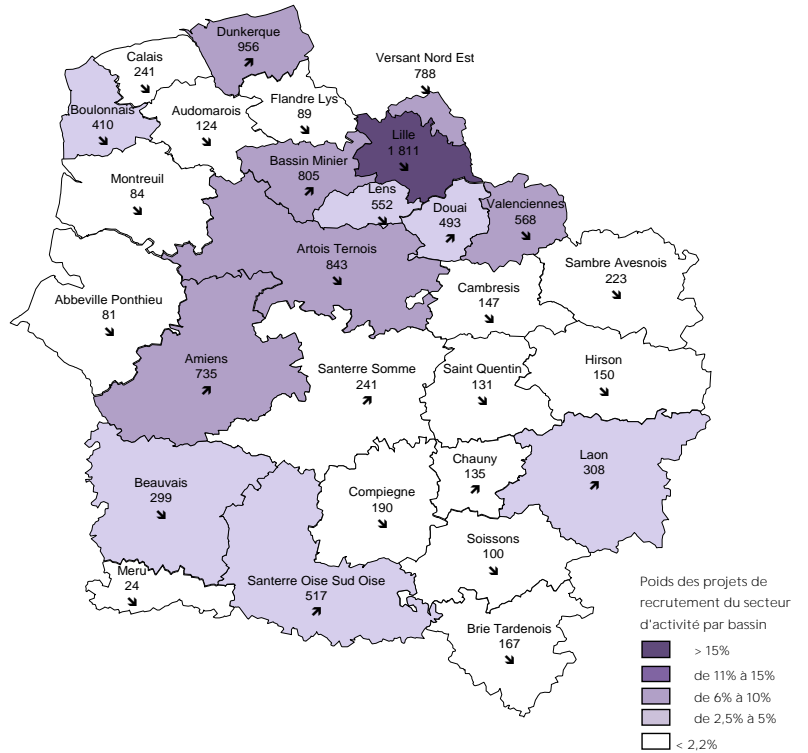 Dunkerque
956
Calais
241
Versant Nord Est
788
Boulonnais
410
Audomarois
124
Flandre Lys
89
Lille
1 811
Bassin Minier
805
Montreuil
84
Lens
552
Douai
493
Valenciennes
568
Artois Ternois
843
Sambre Avesnois
223
Cambresis
147
Abbeville Ponthieu
81
Amiens
735
Santerre Somme
241
Saint Quentin
131
Hirson
150
Chauny
135
Laon
308
Beauvais
299
Compiegne
190
Soissons
100
Meru
24
Santerre Oise Sud Oise
517
Brie Tardenois
167
Poids des projets de
recrutement du secteur
d'activité par bassin
> 15%
de 11% à 15%
de 6% à 10%
de 2,5% à 5%
< 2,2%